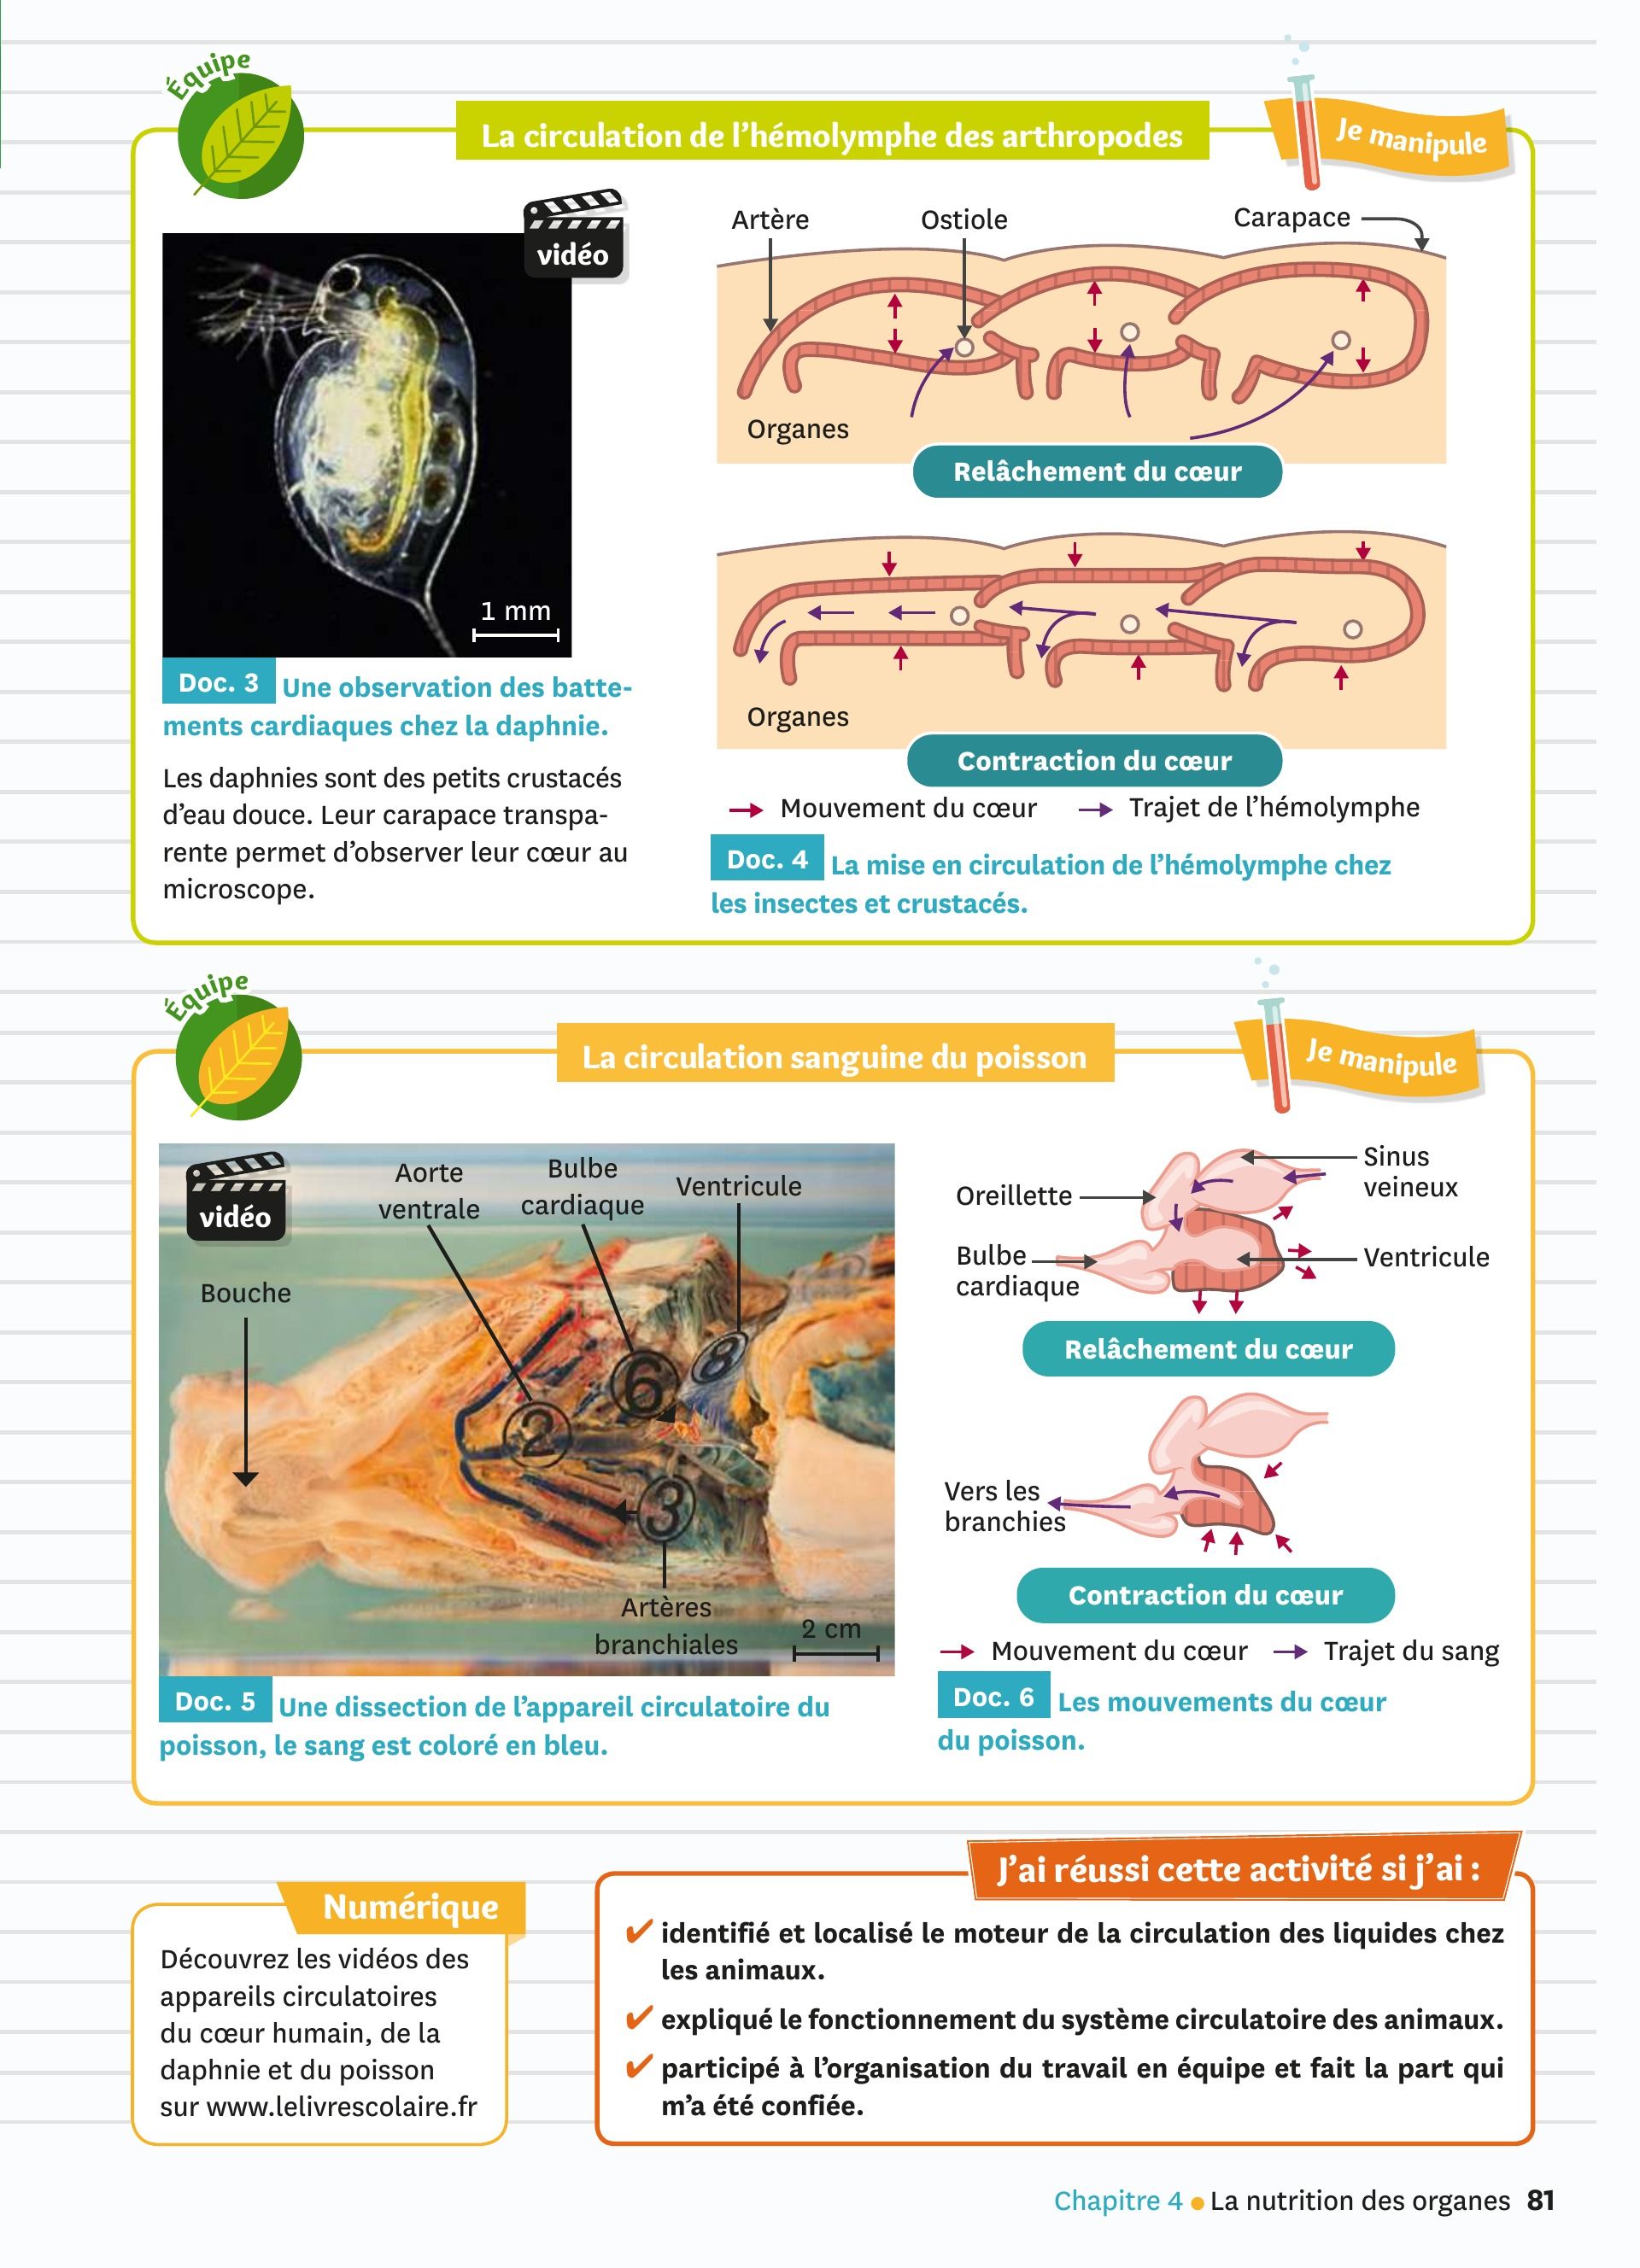 Équipe
La circulation de l'hémolymphe des arthropodes
Je manipule
vidéo
1 mm
Doc. 3 Une observation des batte-
ments cardiaques chez la daphnie.
Les daphnies sont des petits crustacés
d'eau douce. Leur carapace transpa-
rente permet d'observer leur cœur au
microscope.
Artère
Ostiole
Carapace
Organes
Relâchement du cœur
Organes
Contraction du cœur
Mouvement du cœur
Trajet de l'hémolymphe
Doc. 4 La mise en circulation de l'hémolymphe chez
les insectes et crustacés.
Équipe
La circulation sanguine du poisson
Je manipule
vidéo
Bouche
Aorte
ventrale
Bulbe
cardiaque
Ventricule
2
6
8
3
Artères
branchiales
2 cm
Doc. 5 Une dissection de l'appareil circulatoire du
poisson, le sang est coloré en bleu.
Oreillette
Sinus
veineux
Bulbe
cardiaque
Ventricule
Relâchement du cœur
Vers les
branchies
Contraction du cœur
Mouvement du cœur
Trajet du sang
Doc. 6 Les mouvements du cœur
du poisson.
Numérique
Découvrez les vidéos des
appareils circulatoires
du cœur humain, de la
daphnie et du poisson
sur www.lelivrescolaire.fr
J'ai réussi cette activité si j'ai :
✔ identifié et localisé le moteur de la circulation des liquides chez
les animaux.
✔ expliqué le fonctionnement du système circulatoire des animaux.
✔ participé à l'organisation du travail en équipe et fait la part qui
m'a été confiée.
Chapitre 4 • La nutrition des organes 81